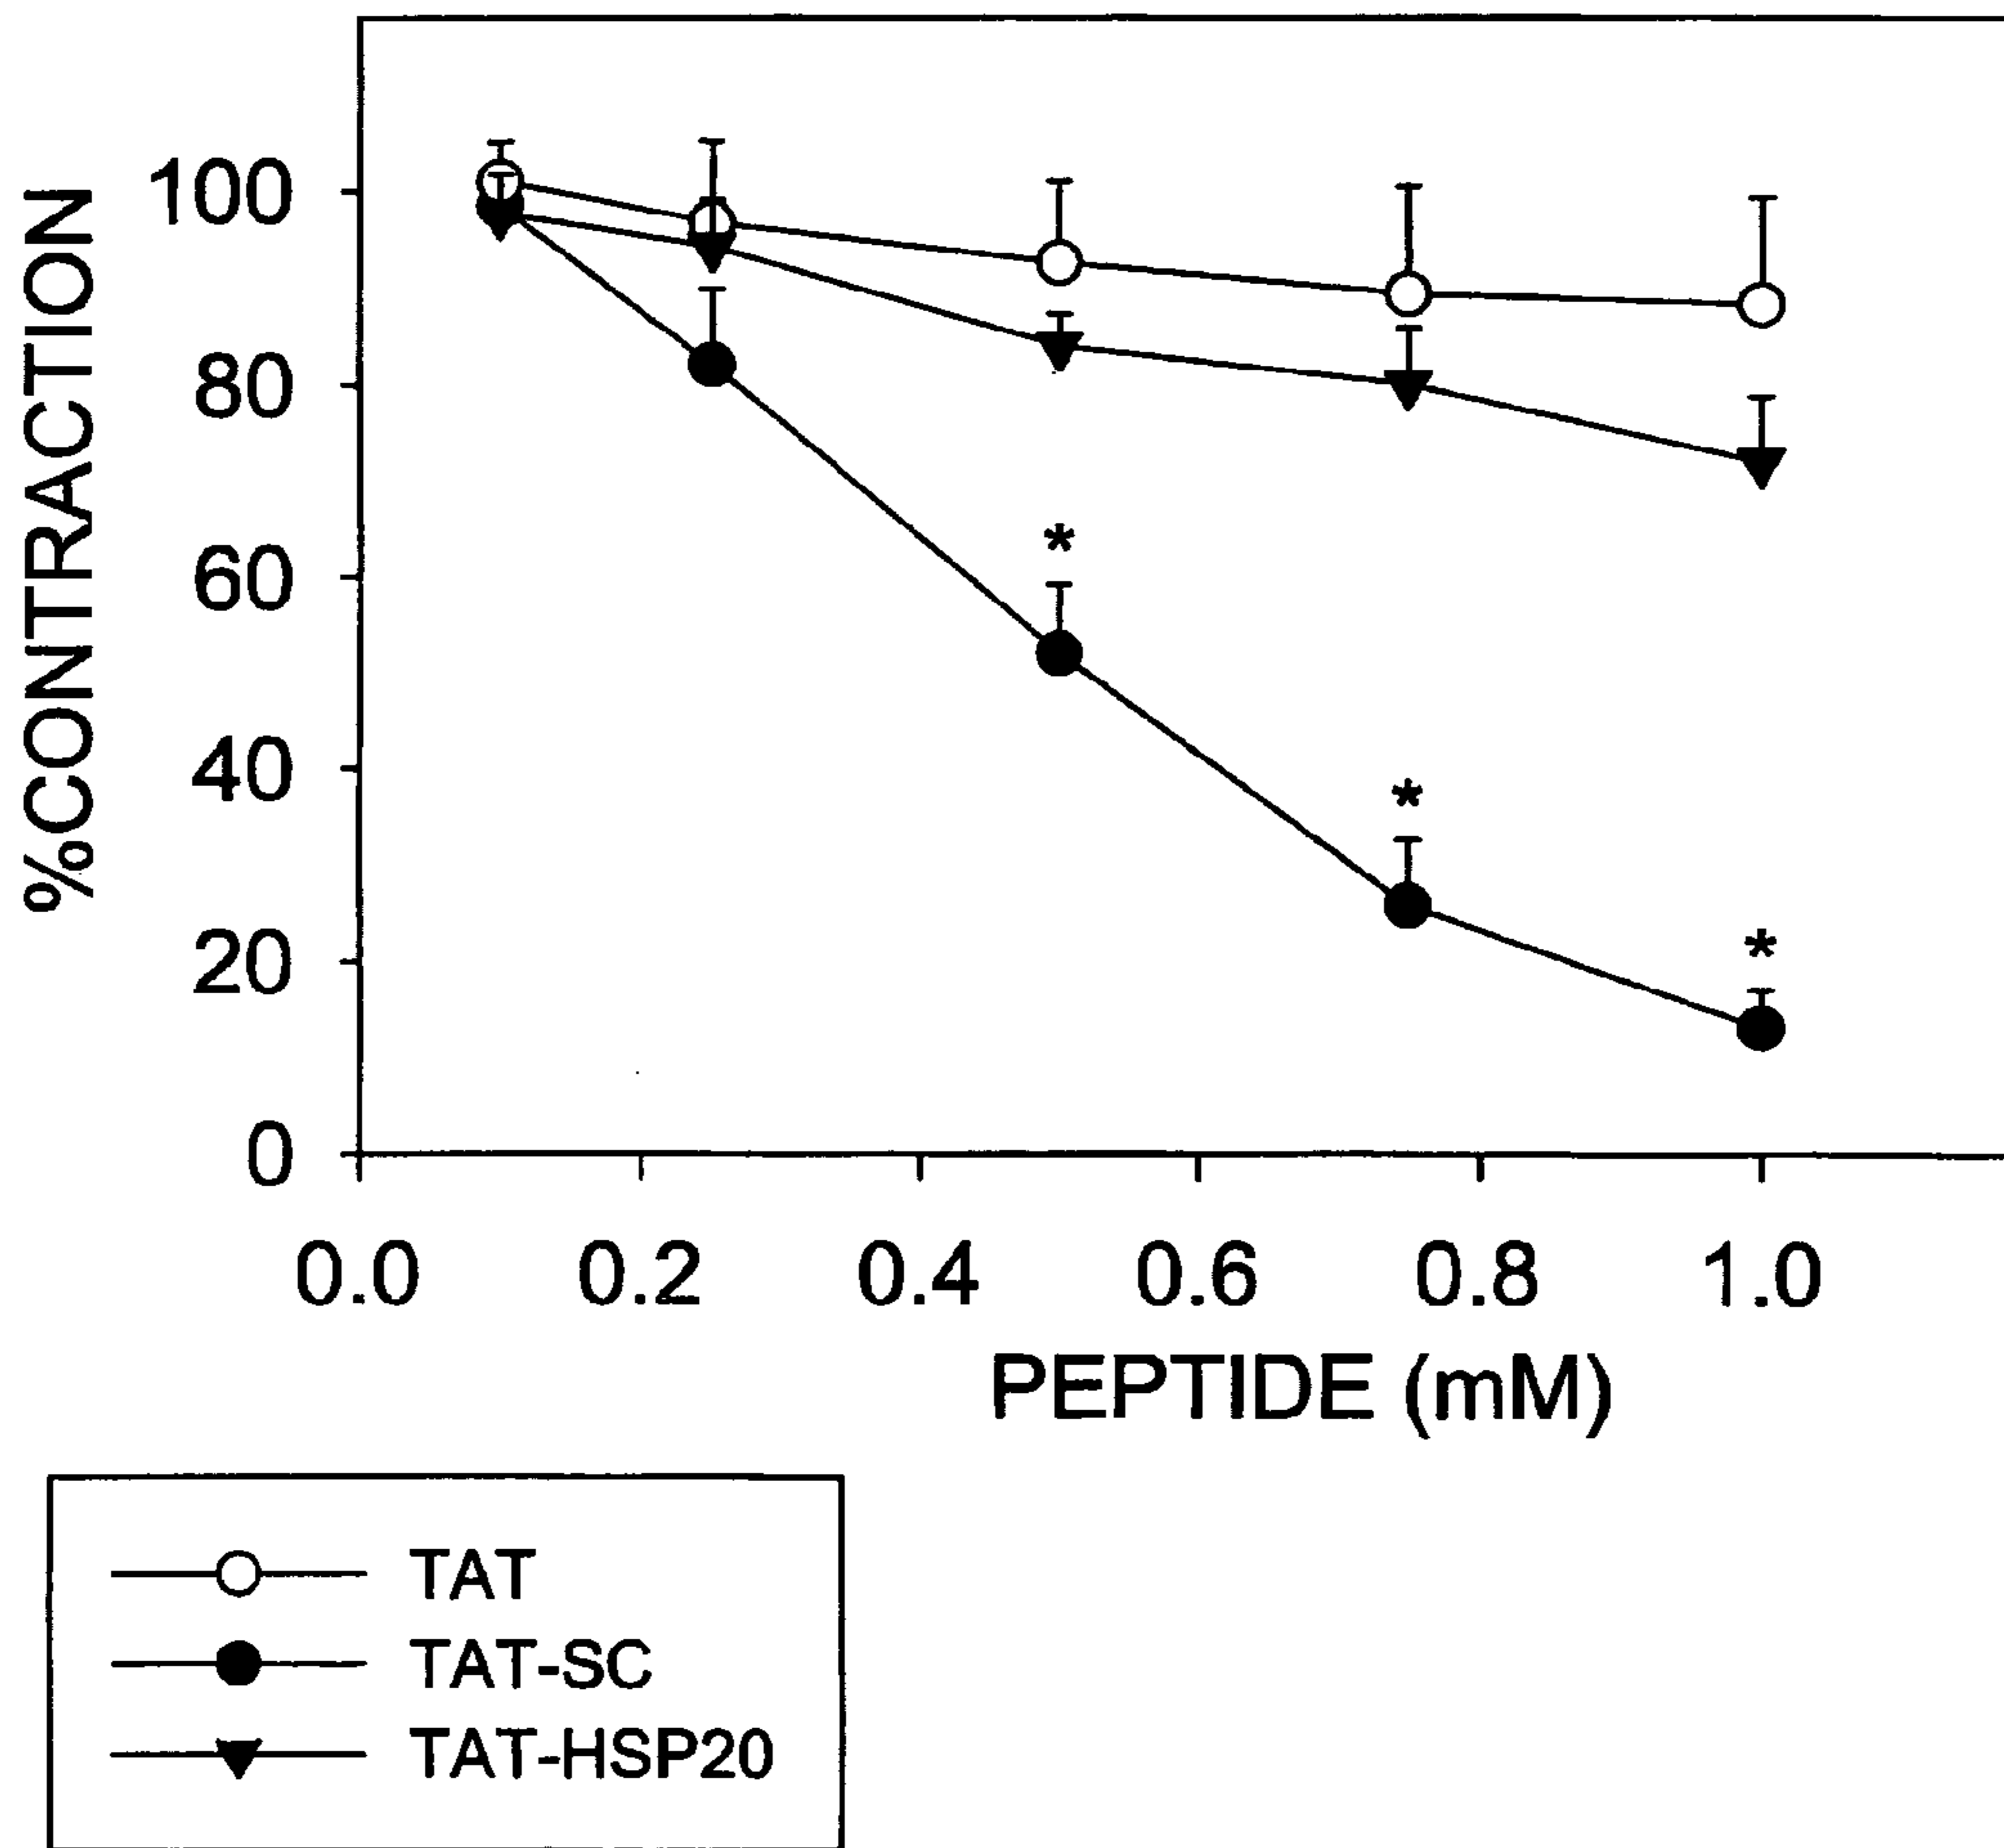 %CONTRACTION
100
80
60
40
20
0
*
*
*
0.0 0.2 0.4 0.6 0.8 1.0
PEPTIDE (mM)
TAT
TAT-SC
TAT-HSP20